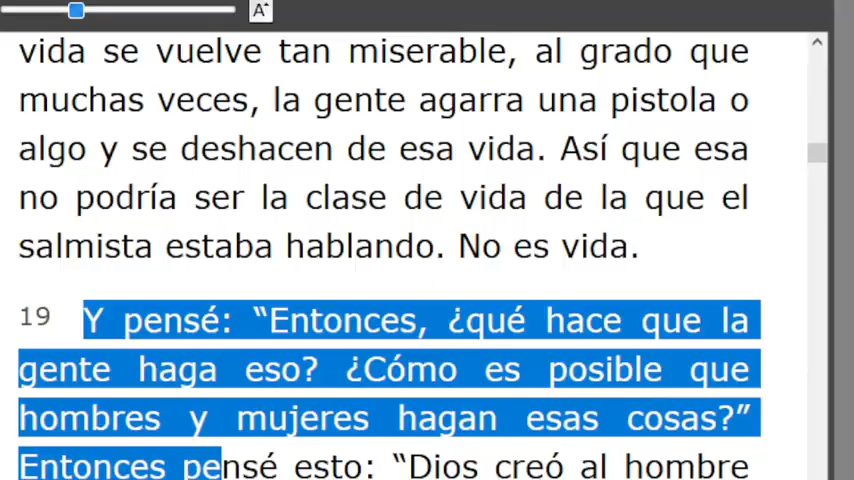 A
vida se vuelve tan miserable, al grado que
muchas veces, la gente agarra una pistola o
algo y se deshacen de esa vida. Así que esa
no podría ser la clase de vida de la que el
salmista estaba hablando. No es vida.
19 Y pensé: “Entonces, ¿qué hace que la
gente haga eso? ¿Cómo es posible que
hombres y mujeres hagan esas cosas?”
Entonces pensé esto: “Dios creó al hombre